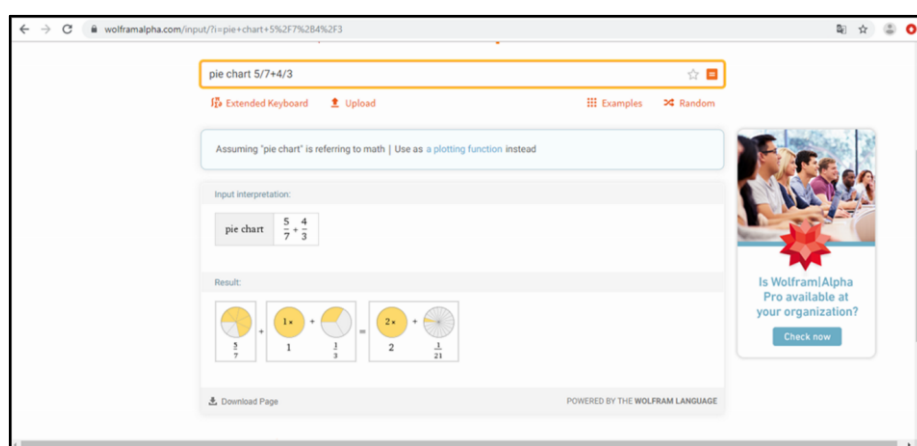 wolframalpha.com/input/?i=pie+chart+5%2F7%2B4%2F3
pie chart 5/7+4/3
Extended Keyboard Upload Examples Random
Assuming "pie chart" is referring to math | Use as a plotting function instead
Input interpretation:
pie chart 5/7 + 4/3
Result:
5/7 + 1× 1 + 1/3 = 2× 2 + 1/21
Download Page POWERED BY THE WOLFRAM LANGUAGE
Is Wolfram|Alpha
Pro available at
your organization?
Check now